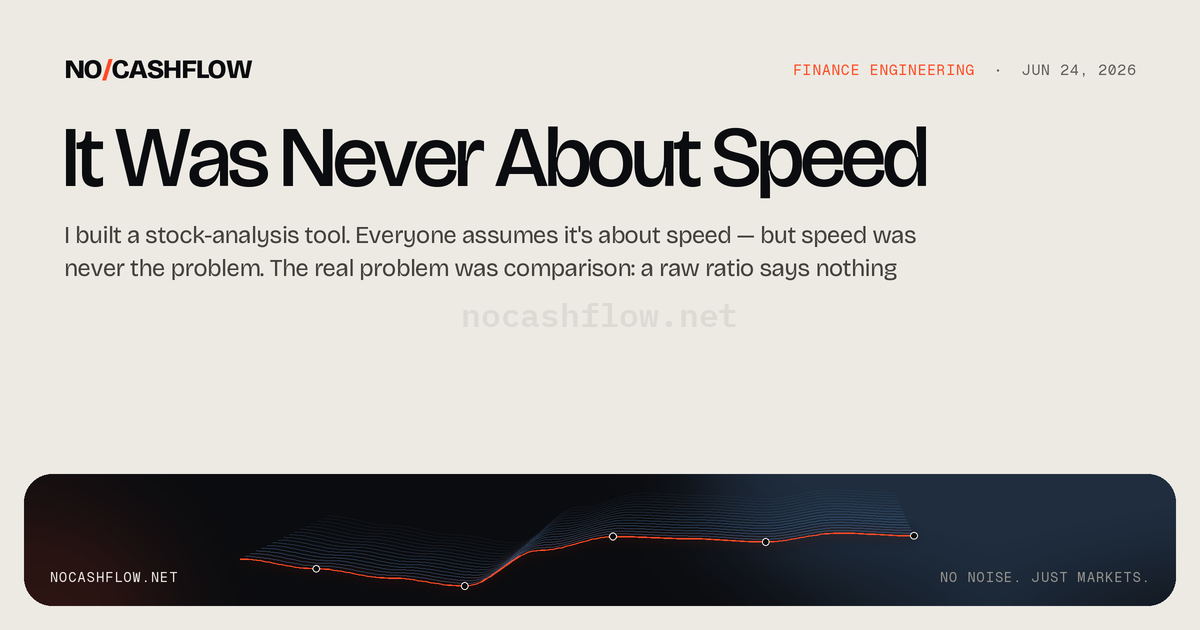 NO/CASHFLOW
FINANCE ENGINEERING · JUN 24, 2026
It Was Never About Speed
I built a stock-analysis tool. Everyone assumes it's about speed — but speed was
never the problem. The real problem was comparison: a raw ratio says nothing
nocashflow.net
NOCASHFLOW.NET
NO NOISE. JUST MARKETS.